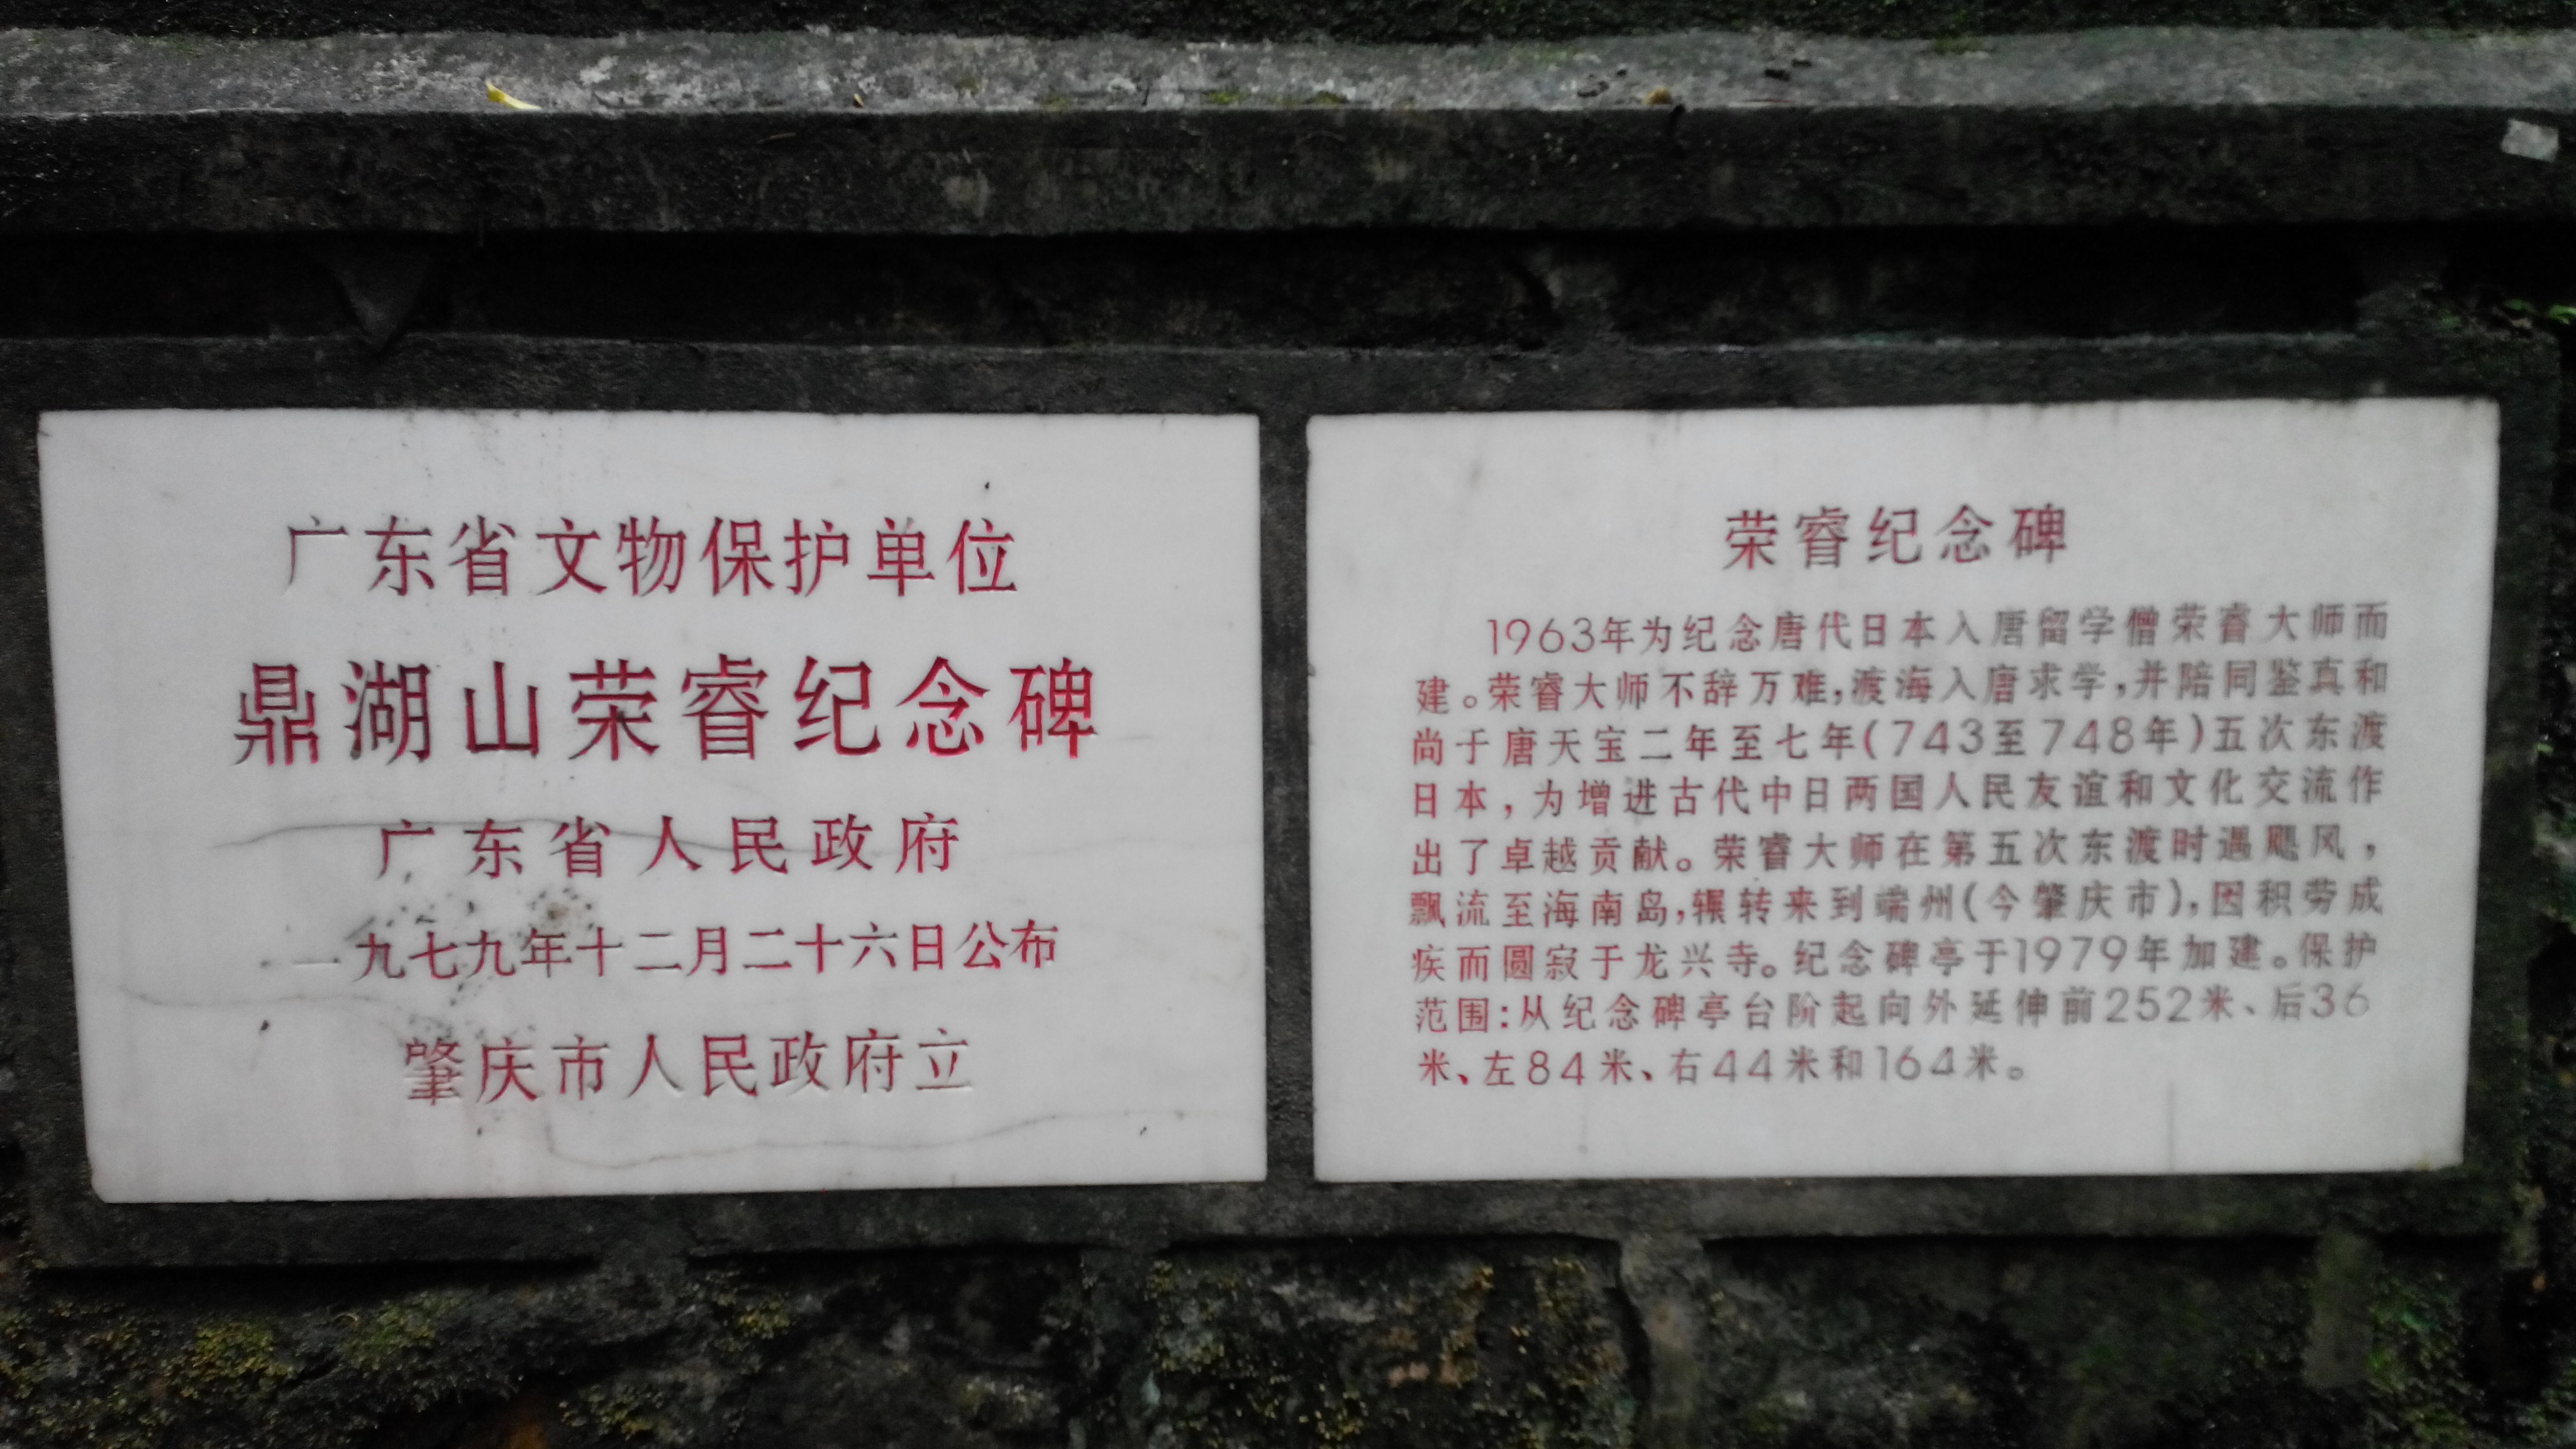 广东省文物保护单位
鼎湖山荣睿纪念碑
广东省人民政府
一九七九年十二月二十六日公布
肇庆市人民政府立
荣睿纪念碑
1963年为纪念唐代日本入唐留学僧荣睿大师而
建。荣睿大师不辞万难,渡海入唐求学,并陪同鉴真和
尚于唐天宝二年至七年(743至748年)五次东渡
日本,为增进古代中日两国人民友谊和文化交流作
出了卓越贡献。荣睿大师在第五次东渡时遇飓风,
飘流至海南岛,辗转来到端州(今肇庆市),因积劳成
疾而圆寂于龙兴寺。纪念碑亭于1979年加建。保护
范围:从纪念碑亭台阶起向外延伸前252米、后36
米、左84米、右44米和164米。